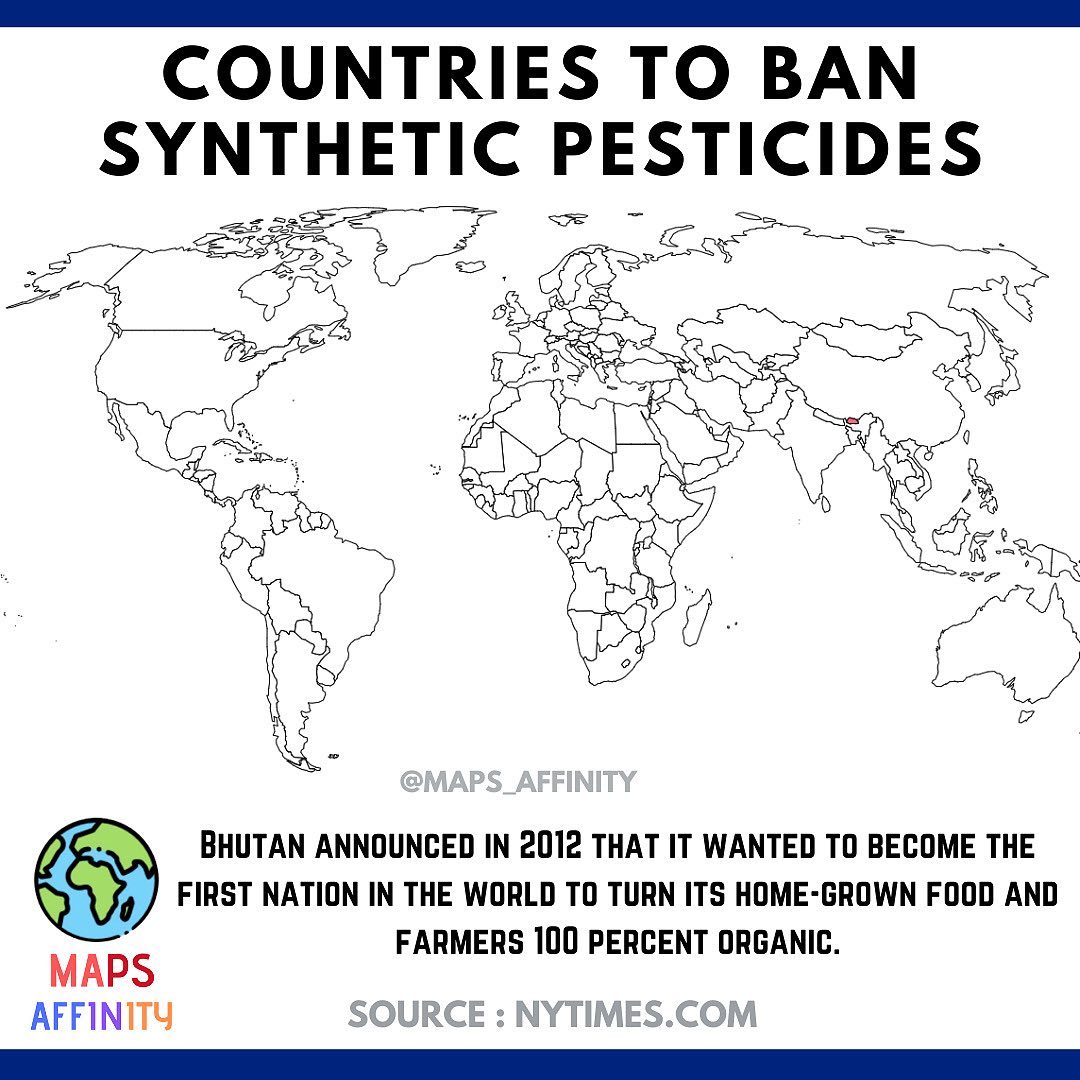 COUNTRIES TO BAN
SYNTHETIC PESTICIDES
@MAPS_AFFINITY
BHUTAN ANNOUNCED IN 2012 THAT IT WANTED TO BECOME THE
FIRST NATION IN THE WORLD TO TURN ITS HOME-GROWN FOOD AND
FARMERS 100 PERCENT ORGANIC.
MAPS
AFFINITY
SOURCE : NYTIMES.COM